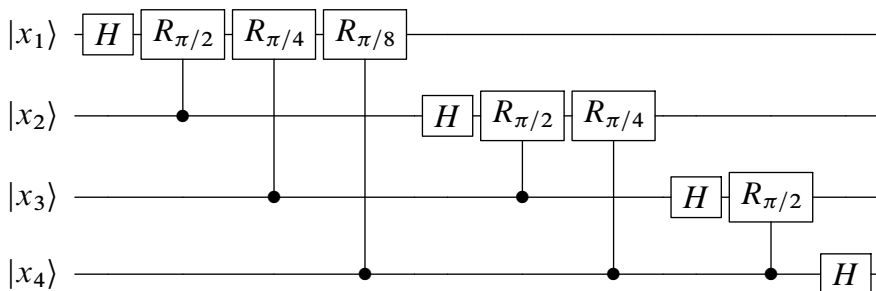 |x₁⟩ H R_{π/2} R_{π/4} R_{π/8}
|x₂⟩ H R_{π/2} R_{π/4}
|x₃⟩ H R_{π/2}
|x₄⟩ H